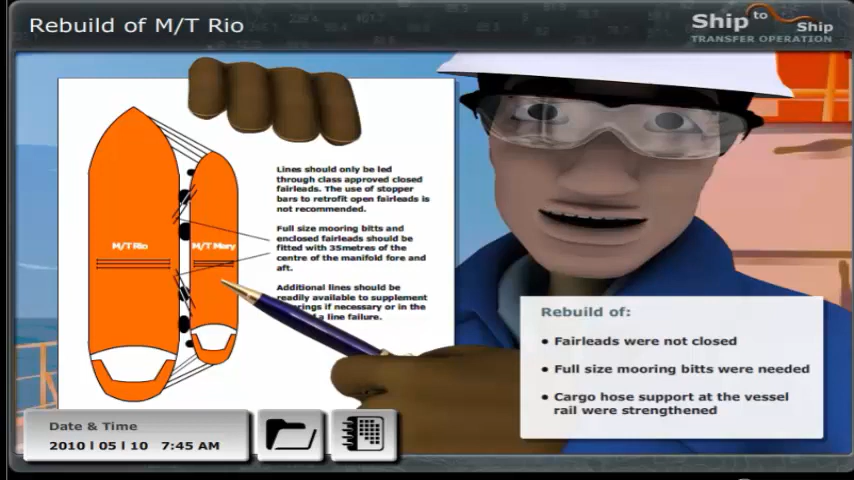 Rebuild of M/T Rio
Ship to Ship
TRANSFER OPERATION
M/T Rio
M/T Mary
Lines should only be led
through class approved closed
fairleads. The use of stopper
bars to retrofit open fairleads is
not recommended.
Full size mooring bitts and
enclosed fairleads should be
fitted with 35metres of the
centre of the manifold fore and
aft.
Additional lines should be
readily available to supplement
if necessary or in the
a line failure.
Rebuild of:
• Fairleads were not closed
• Full size mooring bitts were needed
• Cargo hose support at the vessel
rail were strengthened
Date & Time
2010 | 05 | 10 7:45 AM